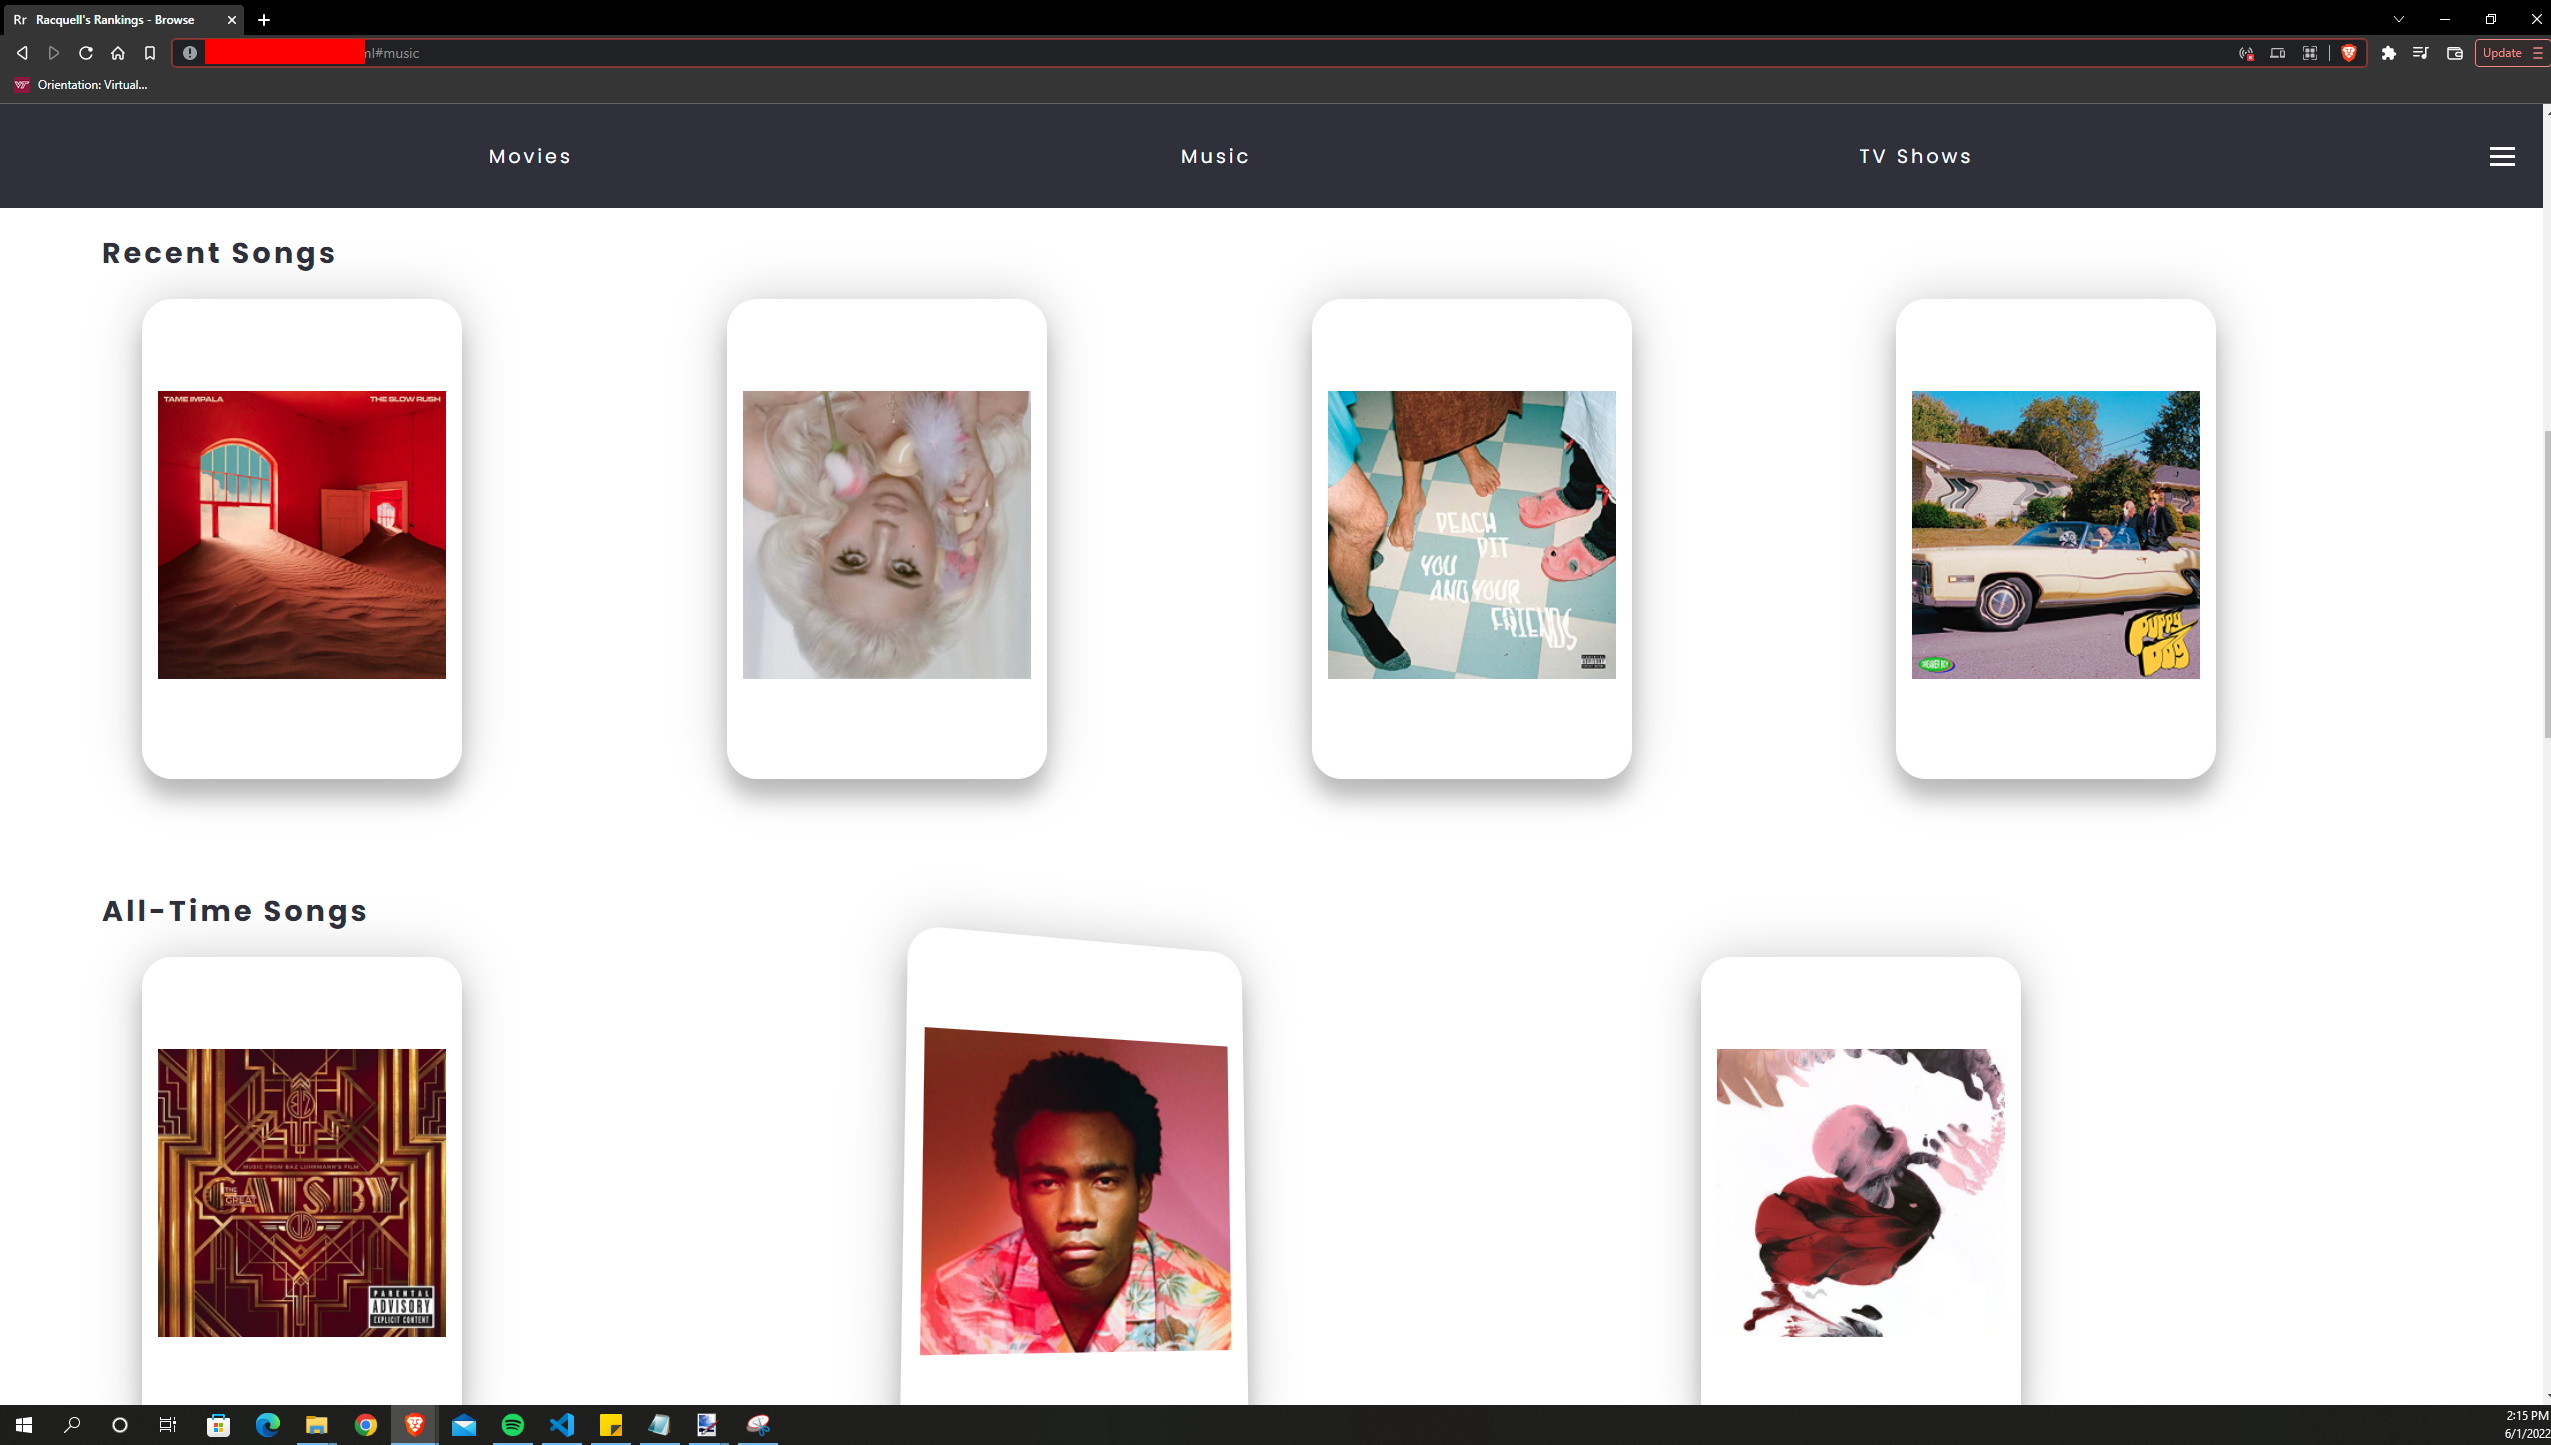 Rr Racquell's Rankings - Browse
ml#music
Update
Orientation: Virtual...
Movies
Music
TV Shows
Recent Songs
TAME IMPALA
THE SLOW RUSH
PEACH
PIT
YOU
AND YOUR
FRIENDS
PUPPY
DOG
All-Time Songs
MUSIC FROM BAZ LUHRMANN'S FILM
THE
GREAT
GATSBY
PARENTAL
ADVISORY
EXPLICIT CONTENT
2:15 PM
6/1/2022